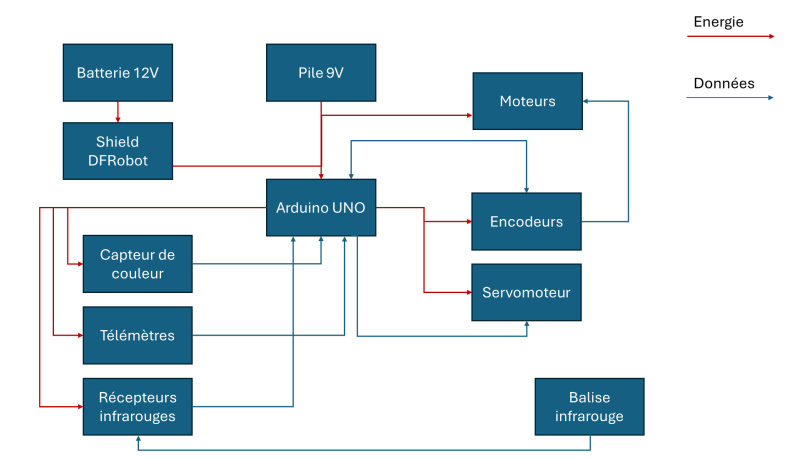 Energie
Données
Batterie 12V
Pile 9V
Moteurs
Shield
DFRobot
Arduino UNO
Encodeurs
Capteur de
couleur
Servomoteur
Télémètres
Récepteurs
infrarouges
Balise
infrarouge